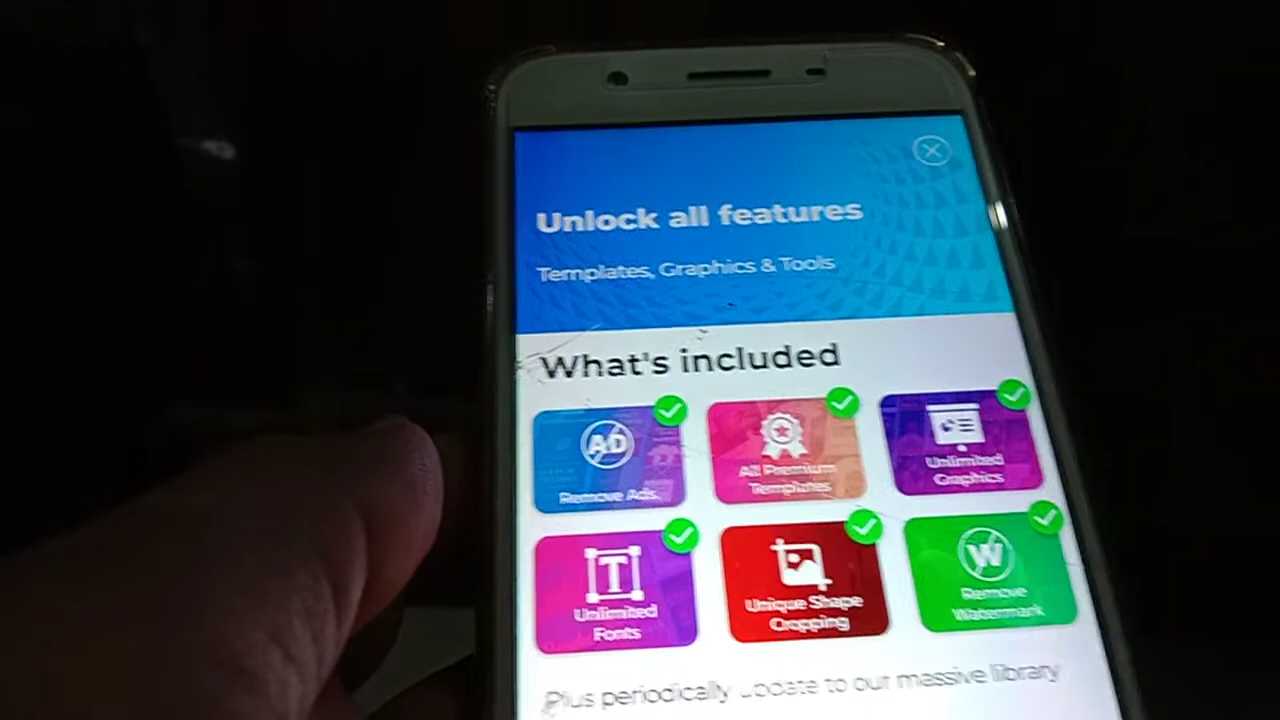 Unlock all features
Templates, Graphics & Tools
What's included
AD
Remove Ads.
All Premium
Templates
Unlimited
Graphics
T
Unlimited
Fonts
Unique Shape
Cropping
W
Remove
Watermark
Plus periodically update to our massive library